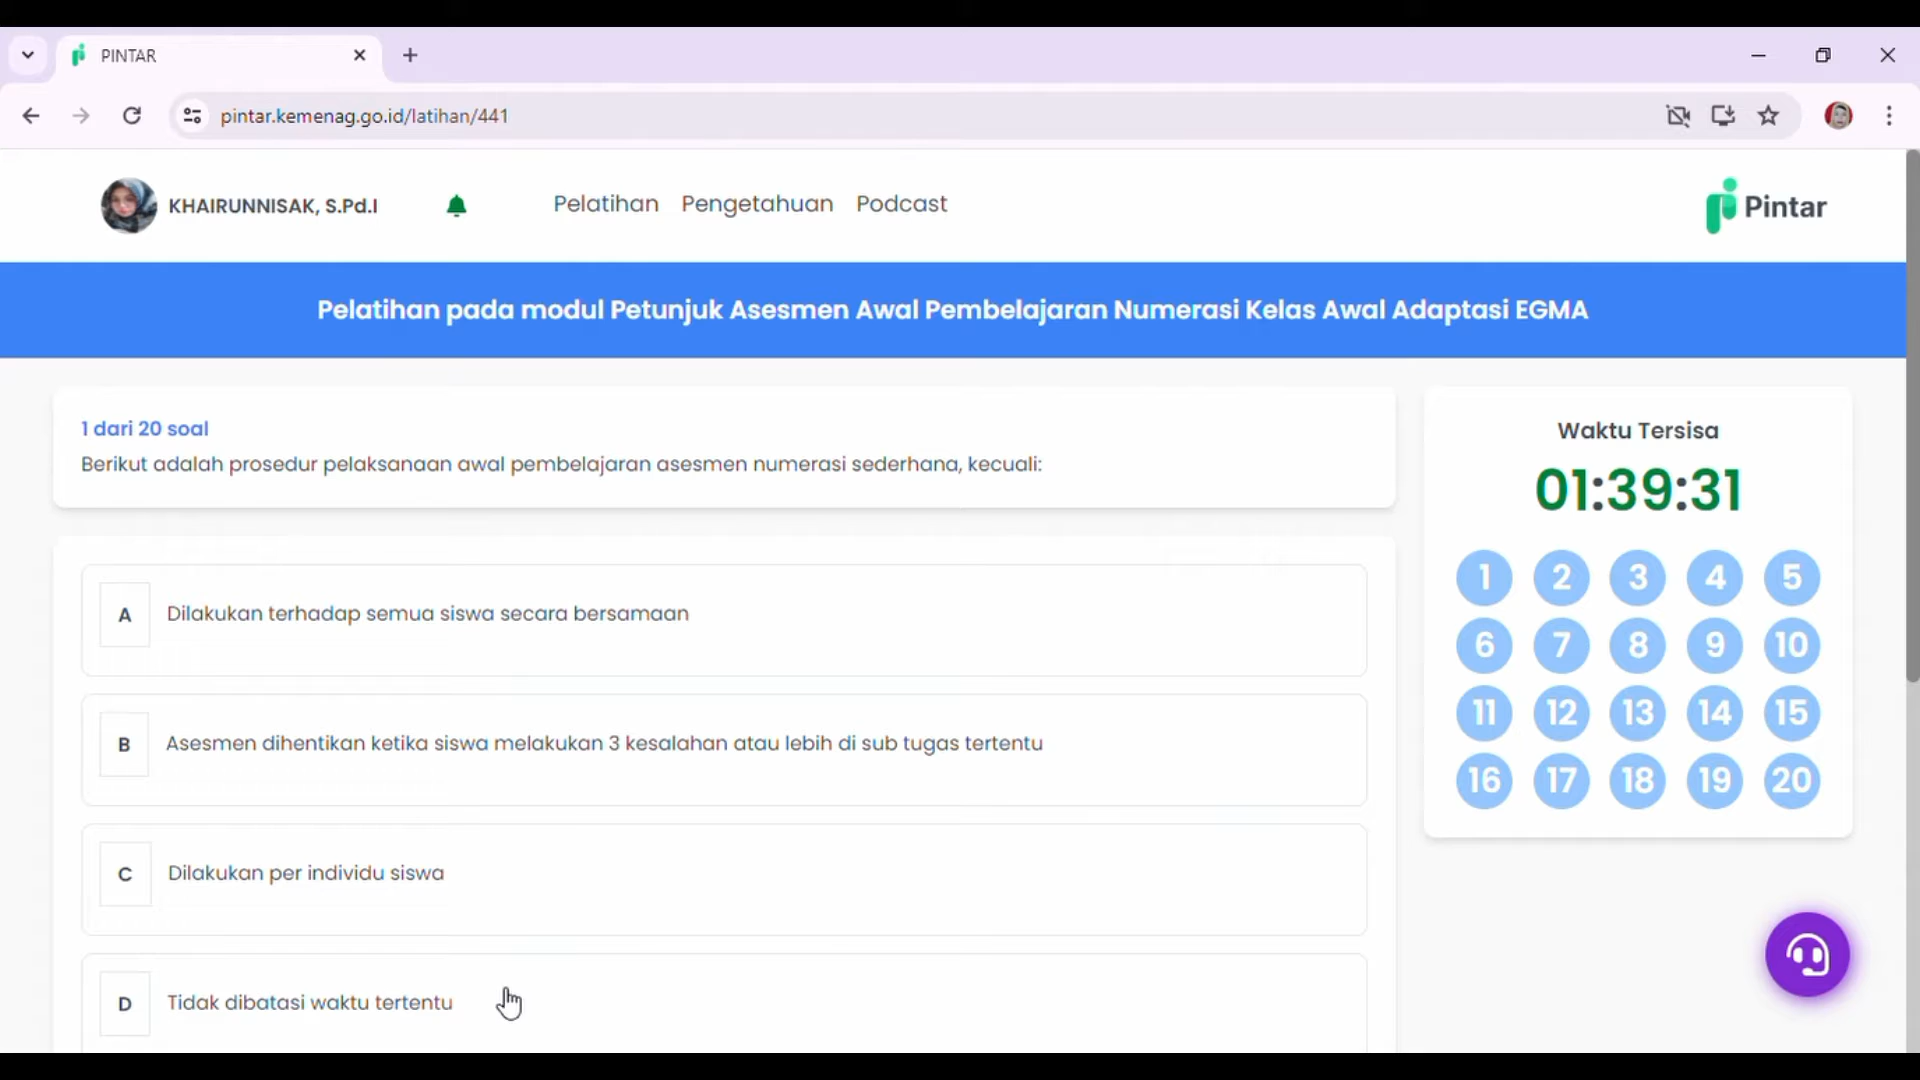 PINTAR
pintar.kemenag.go.id/latihan/441
KHAIRUNNISAK, S.Pd.I
Pelatihan
Pengetahuan
Podcast
Pintar
Pelatihan pada modul Petunjuk Asesmen Awal Pembelajaran Numerasi Kelas Awal Adaptasi EGMA
1 dari 20 soal
Berikut adalah prosedur pelaksanaan awal pembelajaran asesmen numerasi sederhana, kecuali:
A Dilakukan terhadap semua siswa secara bersamaan
B Asesmen dihentikan ketika siswa melakukan 3 kesalahan atau lebih di sub tugas tertentu
C Dilakukan per individu siswa
D Tidak dibatasi waktu tertentu
Waktu Tersisa
01:39:31
1 2 3 4 5
6 7 8 9 10
11 12 13 14 15
16 17 18 19 20